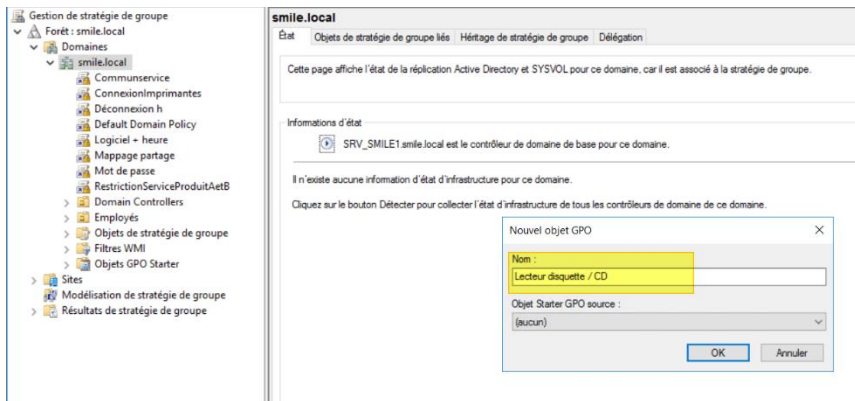 Gestion de stratégie de groupe
Forêt : smile.local
Domaines
smile.local
Communservice
ConnexionImprimantes
Déconnexion h
Default Domain Policy
Logiciel + heure
Mappage partage
Mot de passe
RestrictionServiceProduitAetB
Domain Controllers
Employés
Objets de stratégie de groupe
Filtres WMI
Objets GPO Starter
Sites
Modélisation de stratégie de groupe
Résultats de stratégie de groupe
smile.local
État Objets de stratégie de groupe liés Héritage de stratégie de groupe Délégation
Cette page affiche l'état de la réplication Active Directory et SYSVOL pour ce domaine, car il est associé à la stratégie de groupe.
Informations d'état
SRV_SMILE1.smile.local est le contrôleur de domaine de base pour ce domaine.
Il n'existe aucune information d'état d'infrastructure pour ce domaine.
Cliquez sur le bouton Détecter pour collecter l'état d'infrastructure de tous les contrôleurs de domaine de ce domaine.
Nouvel objet GPO
Nom :
Lecteur disquette / CD
Objet Starter GPO source :
(aucun)
OK Annuler